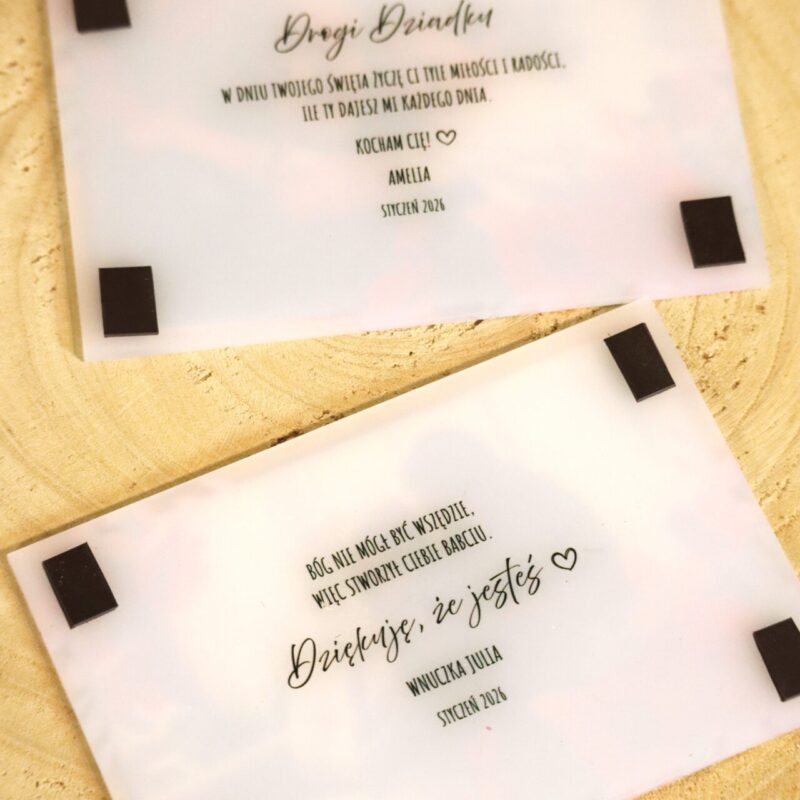 Drogi Dziadku
W DNIU TWOJEGO ŚWIĘTA ŻYCZĘ CI TYLE MIŁOŚCI I RADOŚCI,
ILE TY DAJESZ MI KAŻDEGO DNIA.
KOCHAM CIĘ! ♡
AMELIA
STYCZEŃ 2026
BÓG NIE MÓGŁ BYĆ WSZĘDZIE,
WIĘC STWORZYŁ CIEBIE BABCIU.
Dziękuję, że jesteś ♡
WNUCZKA JULIA
STYCZEŃ 2026